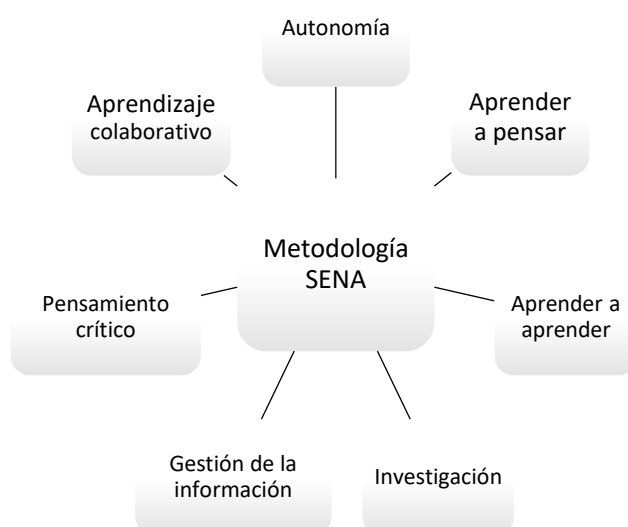 Autonomía
Aprendizaje
colaborativo
Aprender
a pensar
Metodología
SENA
Pensamiento
crítico
Aprender a
aprender
Gestión de la
información
Investigación